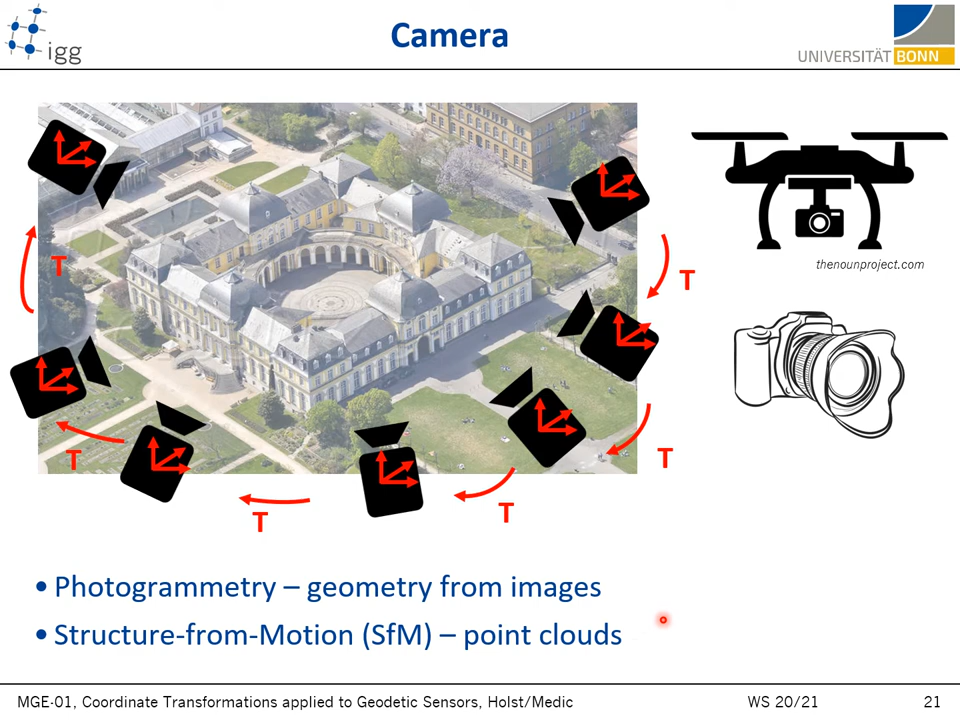 igg
Camera
UNIVERSITÄT BONN
T
T
T
T
T
T
thenounproject.com
• Photogrammetry – geometry from images
• Structure-from-Motion (SfM) – point clouds
MGE-01, Coordinate Transformations applied to Geodetic Sensors, Holst/Medic WS 20/21 21